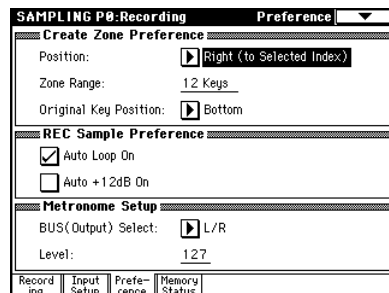 SAMPLING P0:Recording Preference
Create Zone Preference
Position: Right (to Selected Index)
Zone Range: 12 Keys
Original Key Position: Bottom
REC Sample Preference
Auto Loop On
Auto +12dB On
Metronome Setup
BUS(Output) Select: L/R
Level: 127
Record Input Prefe- Memory
ing Setup rence Status